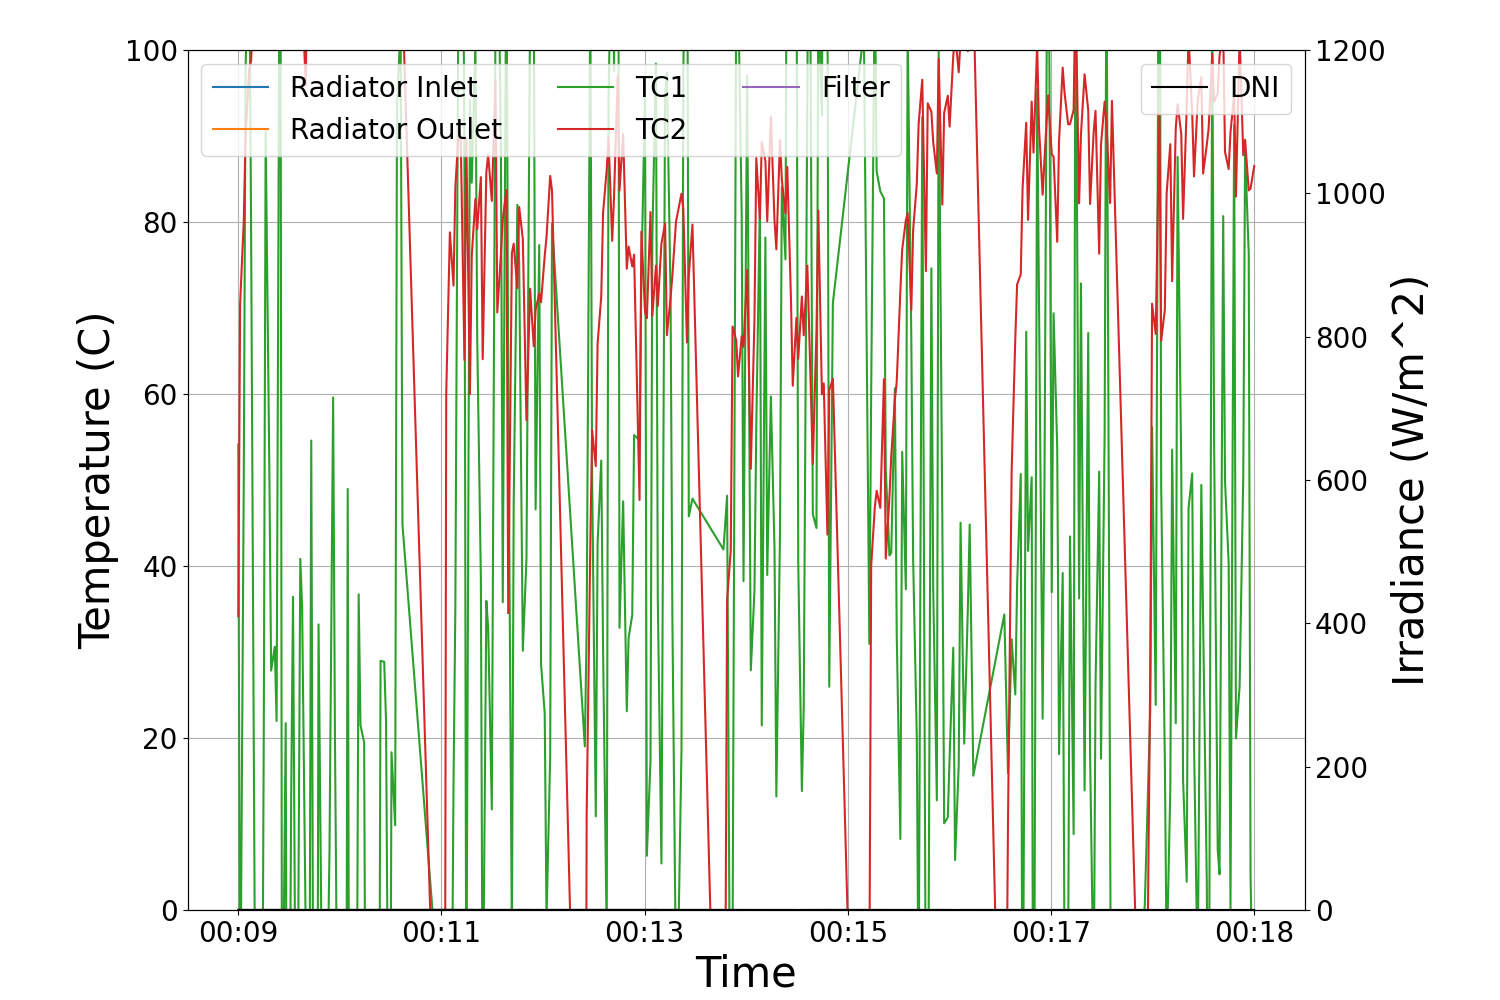 100
80
60
40
20
0
Temperature (C)
Radiator Inlet
Radiator Outlet
TC1
TC2
Filter
DNI
1200
1000
800
600
400
200
0
Irradiance (W/m^2)
00:09
00:11
00:13
00:15
00:17
00:18
Time